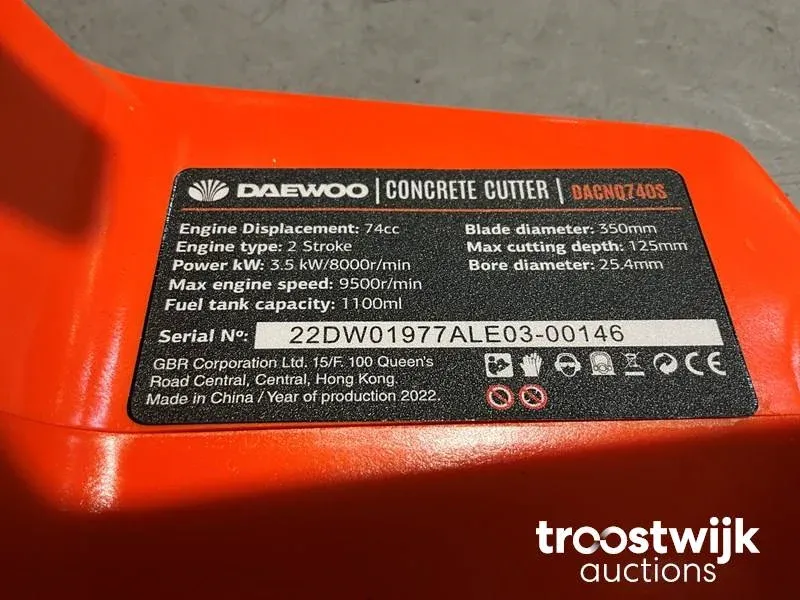 DAEWOO | CONCRETE CUTTER | DACNQ740S
Engine Displacement: 74cc
Engine type: 2 Stroke
Power kW: 3.5 kW/8000r/min
Max engine speed: 9500r/min
Fuel tank capacity: 1100ml
Blade diameter: 350mm
Max cutting depth: 125mm
Bore diameter: 25.4mm
Serial Nº: 22DW01977ALE03-00146
GBR Corporation Ltd. 15/F. 100 Queen's
Road Central, Central, Hong Kong.
Made in China / Year of production 2022.
CE
troostwijk
auctions